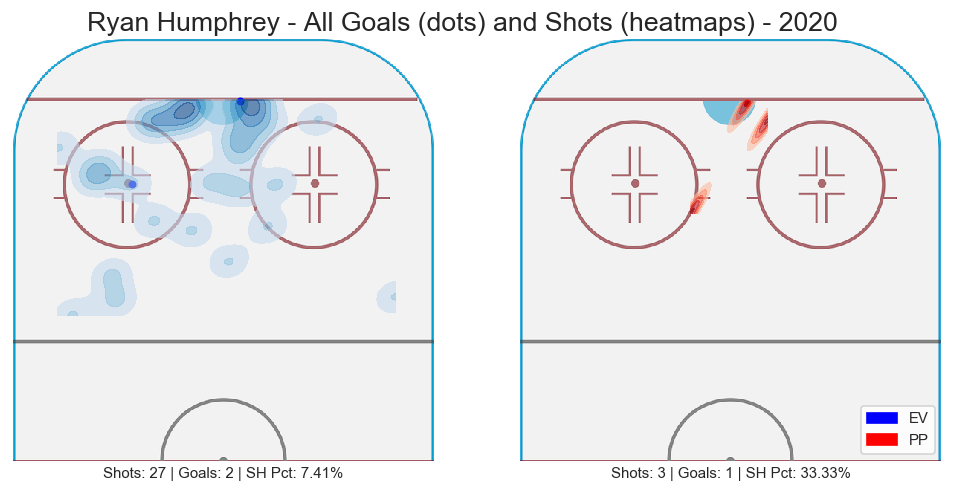 Ryan Humphrey - All Goals (dots) and Shots (heatmaps) - 2020
EV
PP
Shots: 27 | Goals: 2 | SH Pct: 7.41%
Shots: 3 | Goals: 1 | SH Pct: 33.33%